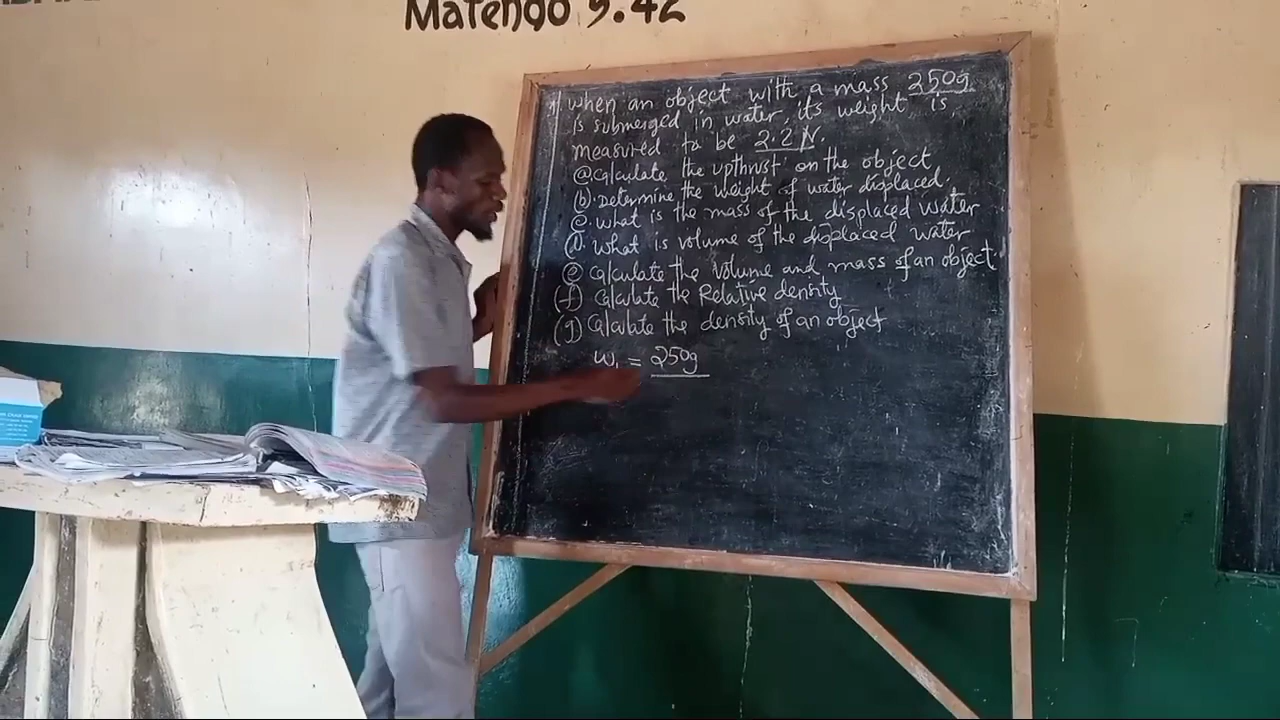 Matendo 5:42
1). When an object with a mass 250g
is submerged in water, its weight is
measured to be 2.2 N.
(a) Calculate the upthrust on the object
(b). Determine the weight of water displaced.
(c). What is the mass of the displaced water
(d). What is volume of the displaced water
(e) Calculate the volume and mass of an object.
(f) Calculate the Relative density
(g) Calculate the density of an object
W₁ = 250g